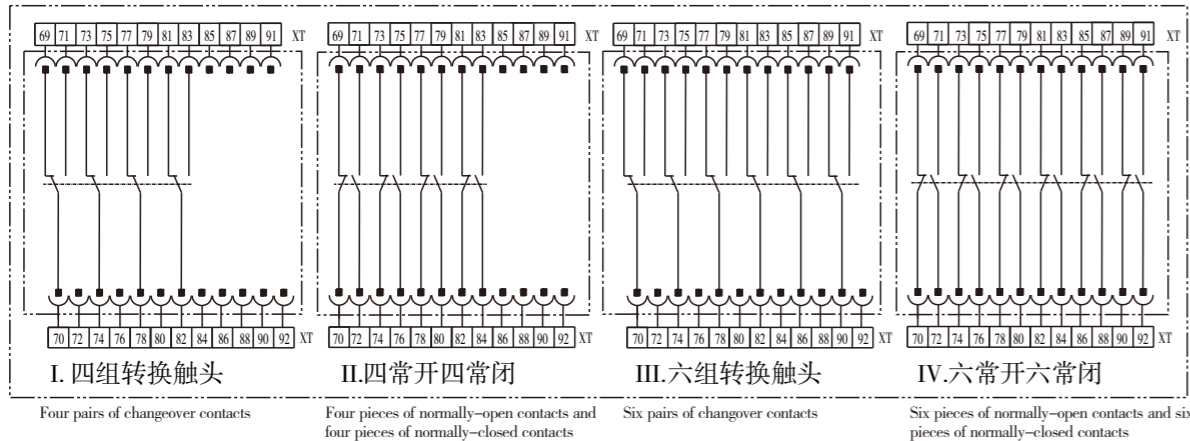 69 71 73 75 77 79 81 83 85 87 89 91 XT
69 71 73 75 77 79 81 83 85 87 89 91 XT
69 71 73 75 77 79 81 83 85 87 89 91 XT
69 71 73 75 77 79 81 83 85 87 89 91 XT
70 72 74 76 78 80 82 84 86 88 90 92 XT
70 72 74 76 78 80 82 84 86 88 90 92 XT
70 72 74 76 78 80 82 84 86 88 90 92 XT
70 72 74 76 78 80 82 84 86 88 90 92 XT
I. 四组转换触头
II.四常开四常闭
III.六组转换触头
IV.六常开六常闭
Four pairs of changeover contacts
Four pieces of normally-open contacts and
four pieces of normally-closed contacts
Six pairs of changover contacts
Six pieces of normally-open contacts and six
pieces of normally-closed contacts